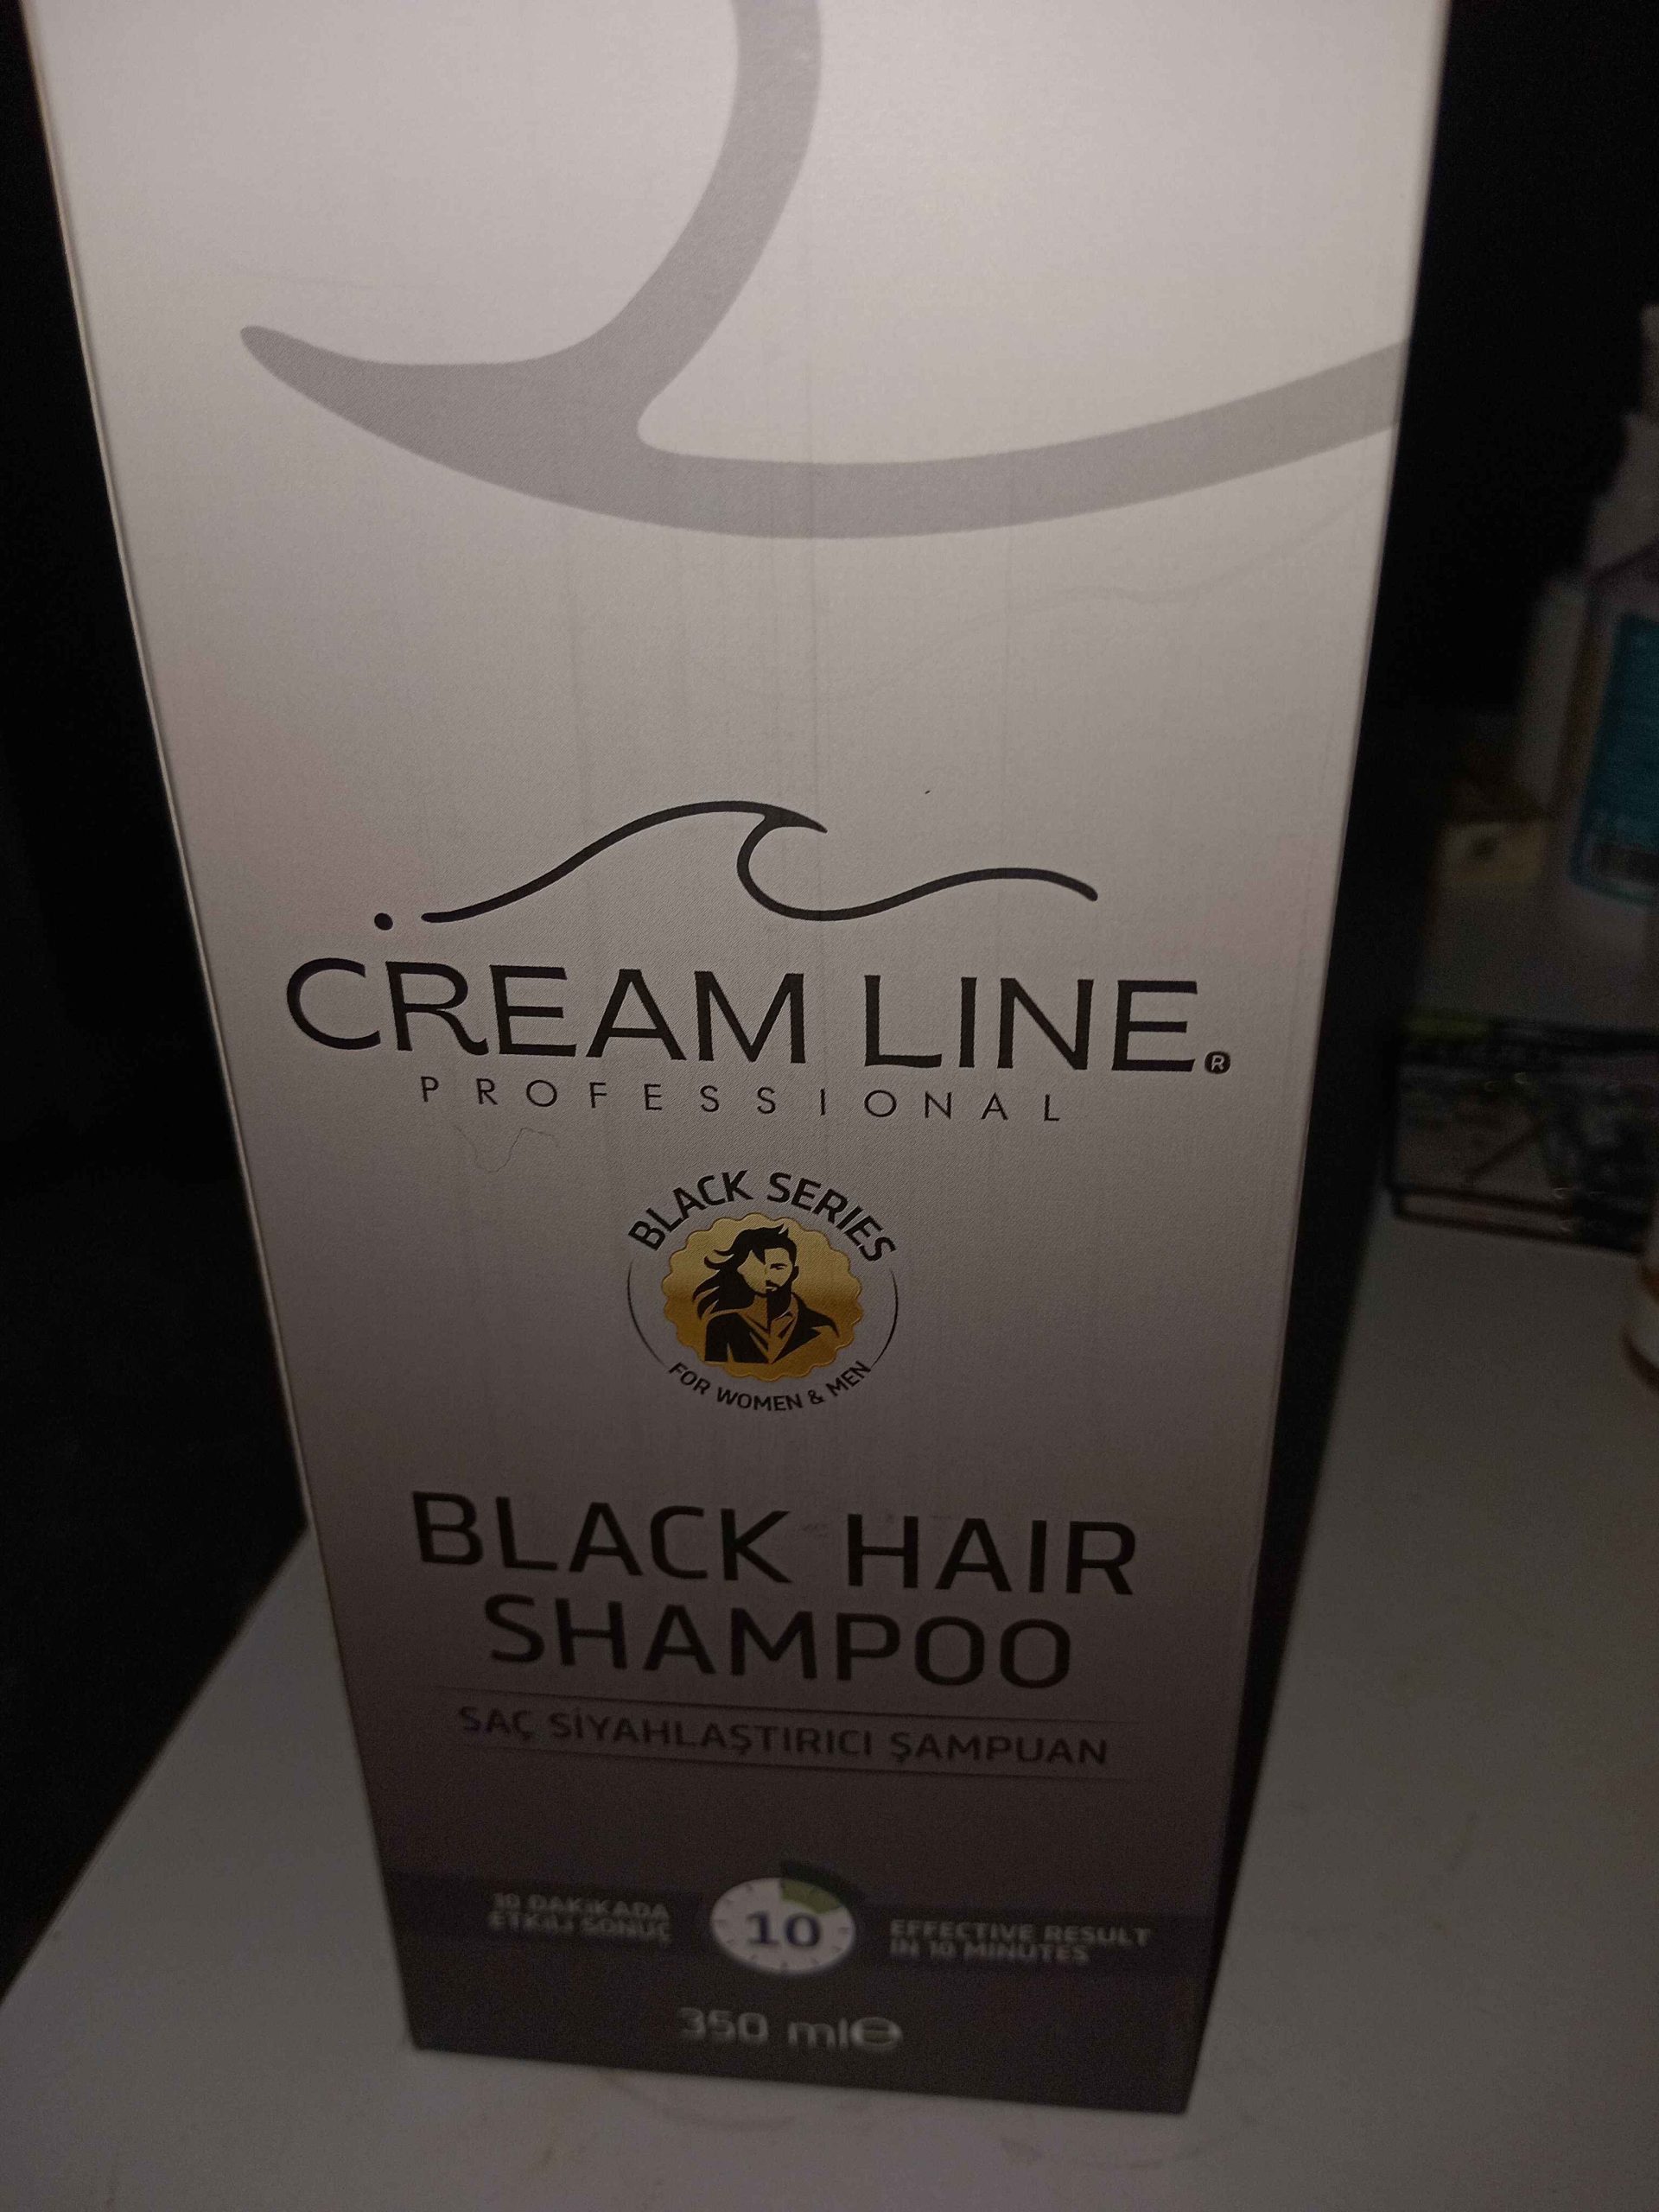 CREAM LINE.®
PROFESSIONAL
BLACK SERIES
FOR WOMEN & MEN
BLACK HAIR
SHAMPOO
SAÇ SİYAHLAŞTIRICI ŞAMPUAN
10 DAKİKADA
ETKİLİ SONUÇ
10
EFFECTIVE RESULT
IN 10 MINUTES
350 ml℮